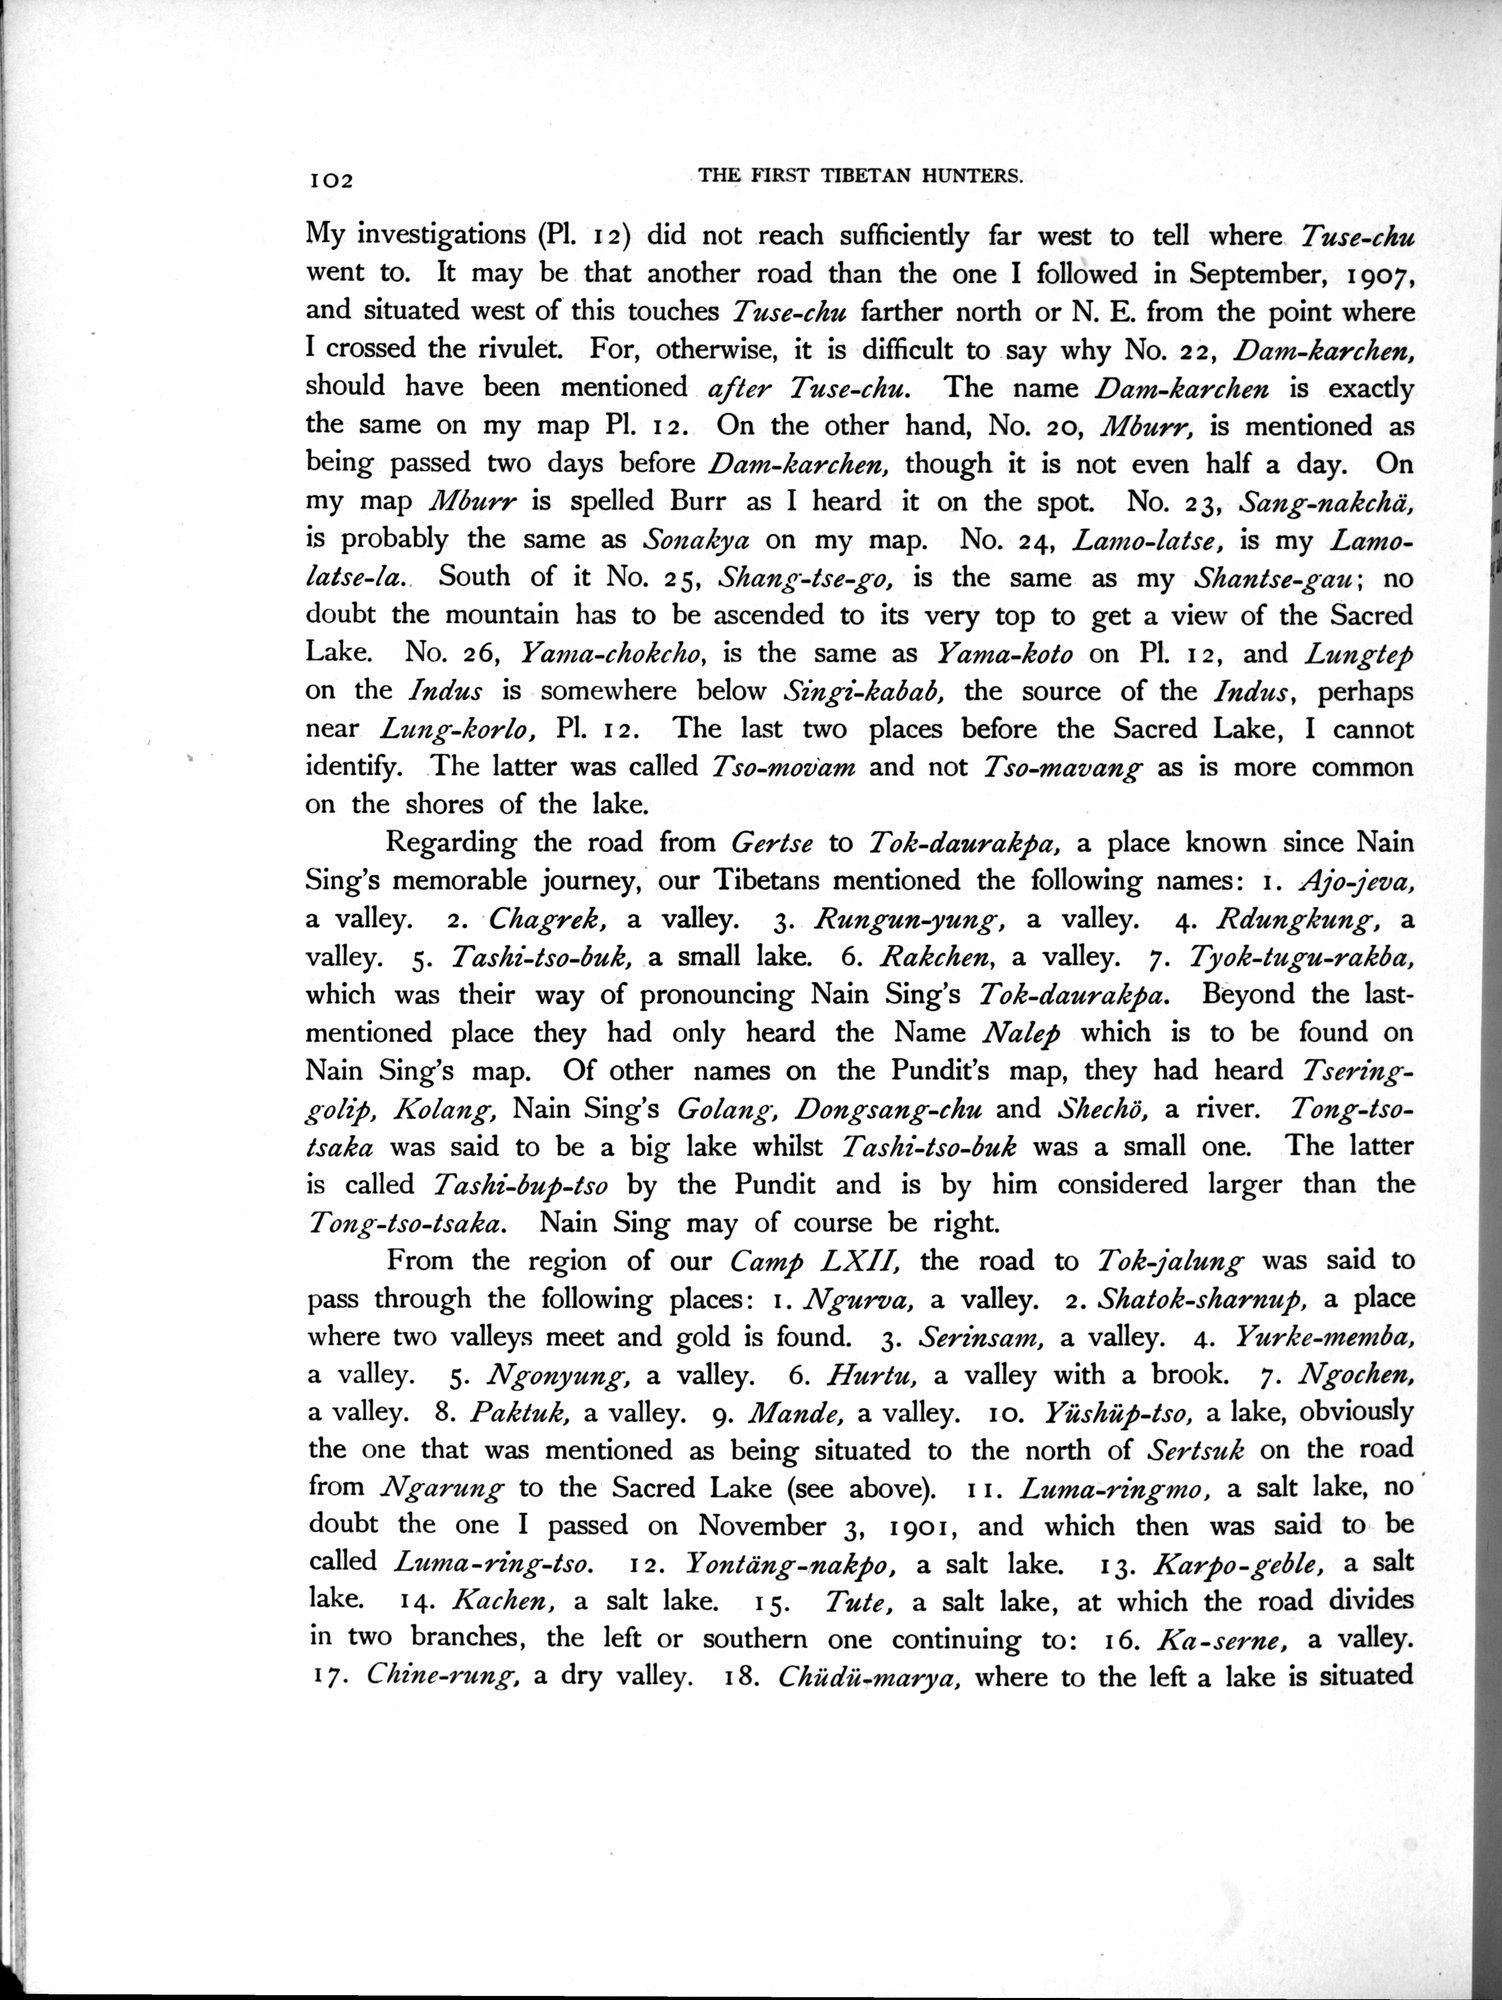 102
THE FIRST TIBETAN HUNTERS.
My investigations (Pl. 12) did not reach sufficiently far west to tell where Tuse-chu
went to. It may be that another road than the one I followed in September, 1907,
and situated west of this touches Tuse-chu farther north or N. E. from the point where
I crossed the rivulet. For, otherwise, it is difficult to say why No. 22, Dam-karchen,
should have been mentioned after Tuse-chu. The name Dam-karchen is exactly
the same on my map Pl. 12. On the other hand, No. 20, Mburr, is mentioned as
being passed two days before Dam-karchen, though it is not even half a day. On
my map Mburr is spelled Burr as I heard it on the spot. No. 23, Sang-nakchä,
is probably the same as Sonakya on my map. No. 24, Lamo-latse, is my Lamo-
latse-la. South of it No. 25, Shang-tse-go, is the same as my Shantse-gau; no
doubt the mountain has to be ascended to its very top to get a view of the Sacred
Lake. No. 26, Yama-chokcho, is the same as Yama-koto on Pl. 12, and Lungtep
on the Indus is somewhere below Singi-kabab, the source of the Indus, perhaps
near Lung-korlo, Pl. 12. The last two places before the Sacred Lake, I cannot
identify. The latter was called Tso-movam and not Tso-mavang as is more common
on the shores of the lake.
Regarding the road from Gertse to Tok-daurakpa, a place known since Nain
Sing's memorable journey, our Tibetans mentioned the following names: 1. Ajo-jeva,
a valley. 2. Chagrek, a valley. 3. Rungun-yung, a valley. 4. Rdungkung, a
valley. 5. Tashi-tso-buk, a small lake. 6. Rakchen, a valley. 7. Tyok-tugu-rakba,
which was their way of pronouncing Nain Sing's Tok-daurakpa. Beyond the last-
mentioned place they had only heard the Name Nalep which is to be found on
Nain Sing's map. Of other names on the Pundit's map, they had heard Tsering-
golip, Kolang, Nain Sing's Golang, Dongsang-chu and Shechö, a river. Tong-tso-
tsaka was said to be a big lake whilst Tashi-tso-buk was a small one. The latter
is called Tashi-bup-tso by the Pundit and is by him considered larger than the
Tong-tso-tsaka. Nain Sing may of course be right.
From the region of our Camp LXII, the road to Tok-jalung was said to
pass through the following places: 1. Ngurva, a valley. 2. Shatok-sharnup, a place
where two valleys meet and gold is found. 3. Serinsam, a valley. 4. Yurke-memba,
a valley. 5. Ngonyung, a valley. 6. Hurtu, a valley with a brook. 7. Ngochen,
a valley. 8. Paktuk, a valley. 9. Mande, a valley. 10. Yüshüp-tso, a lake, obviously
the one that was mentioned as being situated to the north of Sertsuk on the road
from Ngarung to the Sacred Lake (see above). 11. Luma-ringmo, a salt lake, no
doubt the one I passed on November 3, 1901, and which then was said to be
called Luma-ring-tso. 12. Yontäng-nakpo, a salt lake. 13. Karpo-geble, a salt
lake. 14. Kachen, a salt lake. 15. Tute, a salt lake, at which the road divides
in two branches, the left or southern one continuing to: 16. Ka-serne, a valley.
17. Chine-rung, a dry valley. 18. Chüdü-marya, where to the left a lake is situated